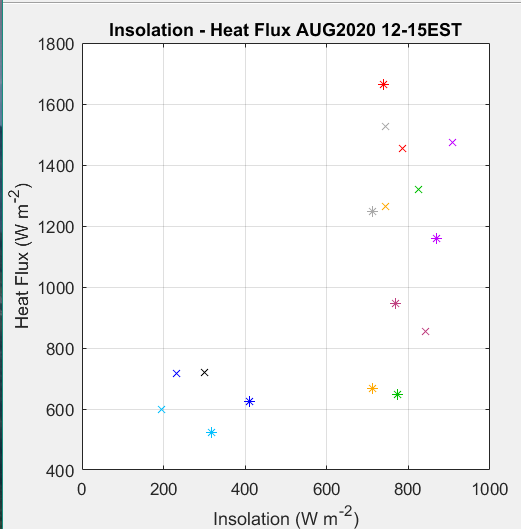 Insolation - Heat Flux AUG2020 12-15EST
1800
1600
1400
1200
1000
800
600
400
Heat Flux (W m-2)
0 200 400 600 800 1000
Insolation (W m-2)